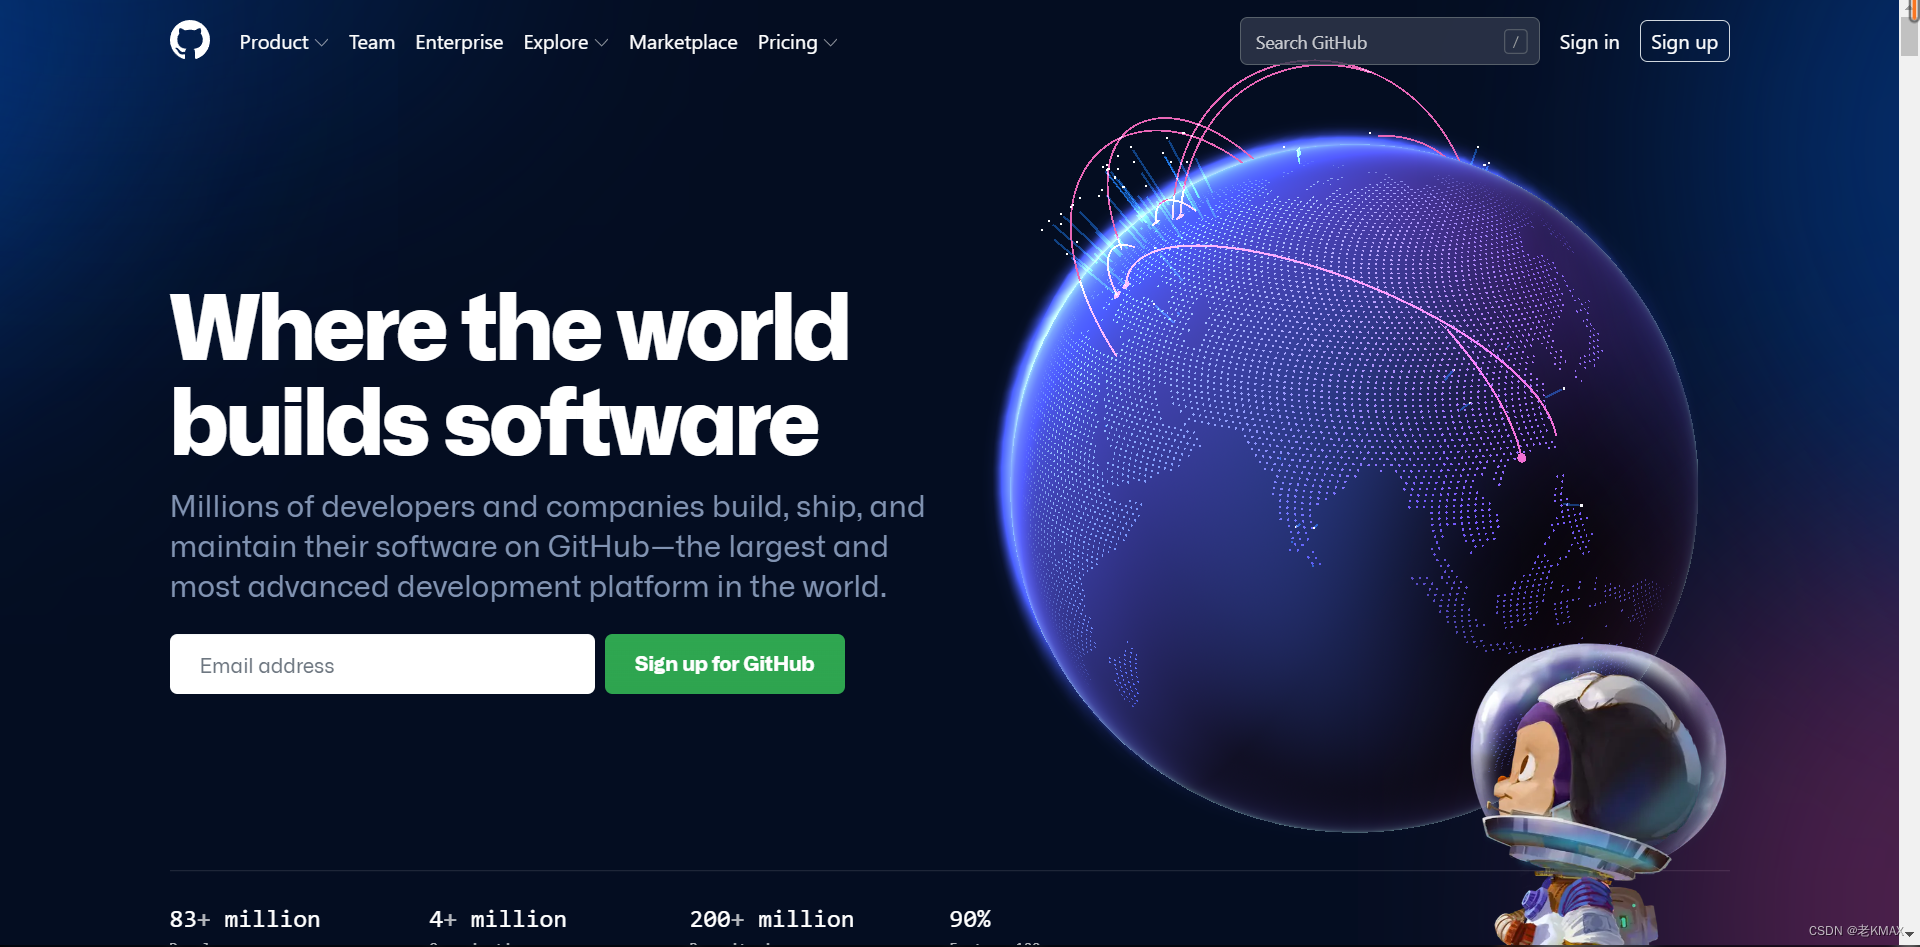 Product Team Enterprise Explore Marketplace Pricing Search GitHub / Sign in Sign up
Where the world
builds software
Millions of developers and companies build, ship, and
maintain their software on GitHub—the largest and
most advanced development platform in the world.
Email address Sign up for GitHub
83+ million 4+ million 200+ million 90%
CSDN @老KMAX